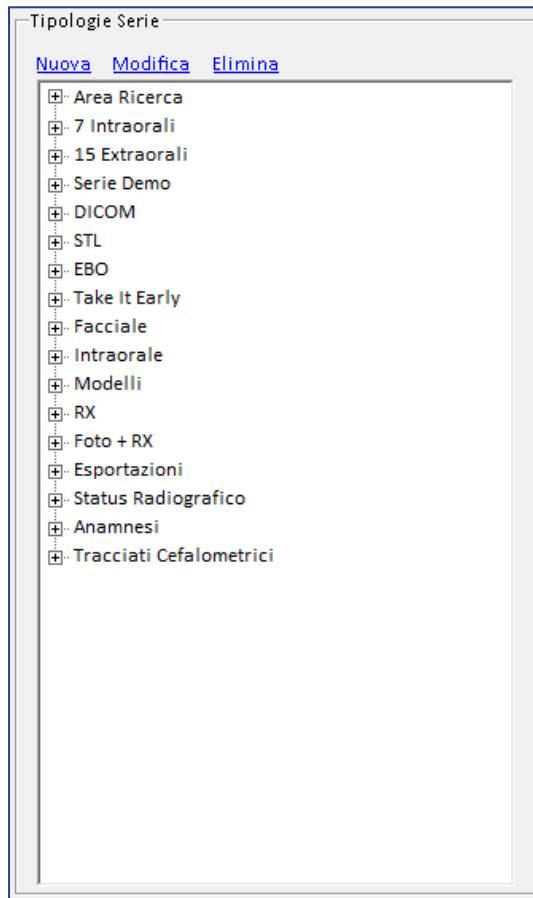 Tipologie Serie
Nuova Modifica Elimina
Area Ricerca
7 Intraorali
15 Extraorali
Serie Demo
DICOM
STL
EBO
Take It Early
Facciale
Intraorale
Modelli
RX
Foto + RX
Esportazioni
Status Radiografico
Anamnesi
Tracciati Cefalometrici